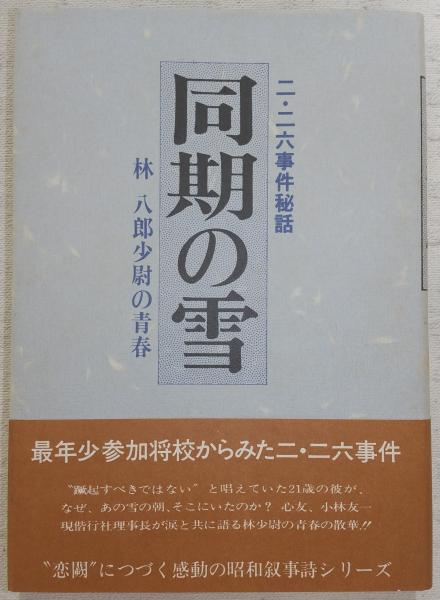 二・二六事件秘話
同期の雪
林 八郎少尉の青春
最年少参加将校からみた二・二六事件
〝蹶起すべきではない〟と唱えていた21歳の彼が、
なぜ、あの雪の朝、そこにいたのか? 心友、小林友一
現偕行社理事長が涙と共に語る林少尉の青春の散華!!
〝恋闕〟につづく感動の昭和叙事詩シリーズ